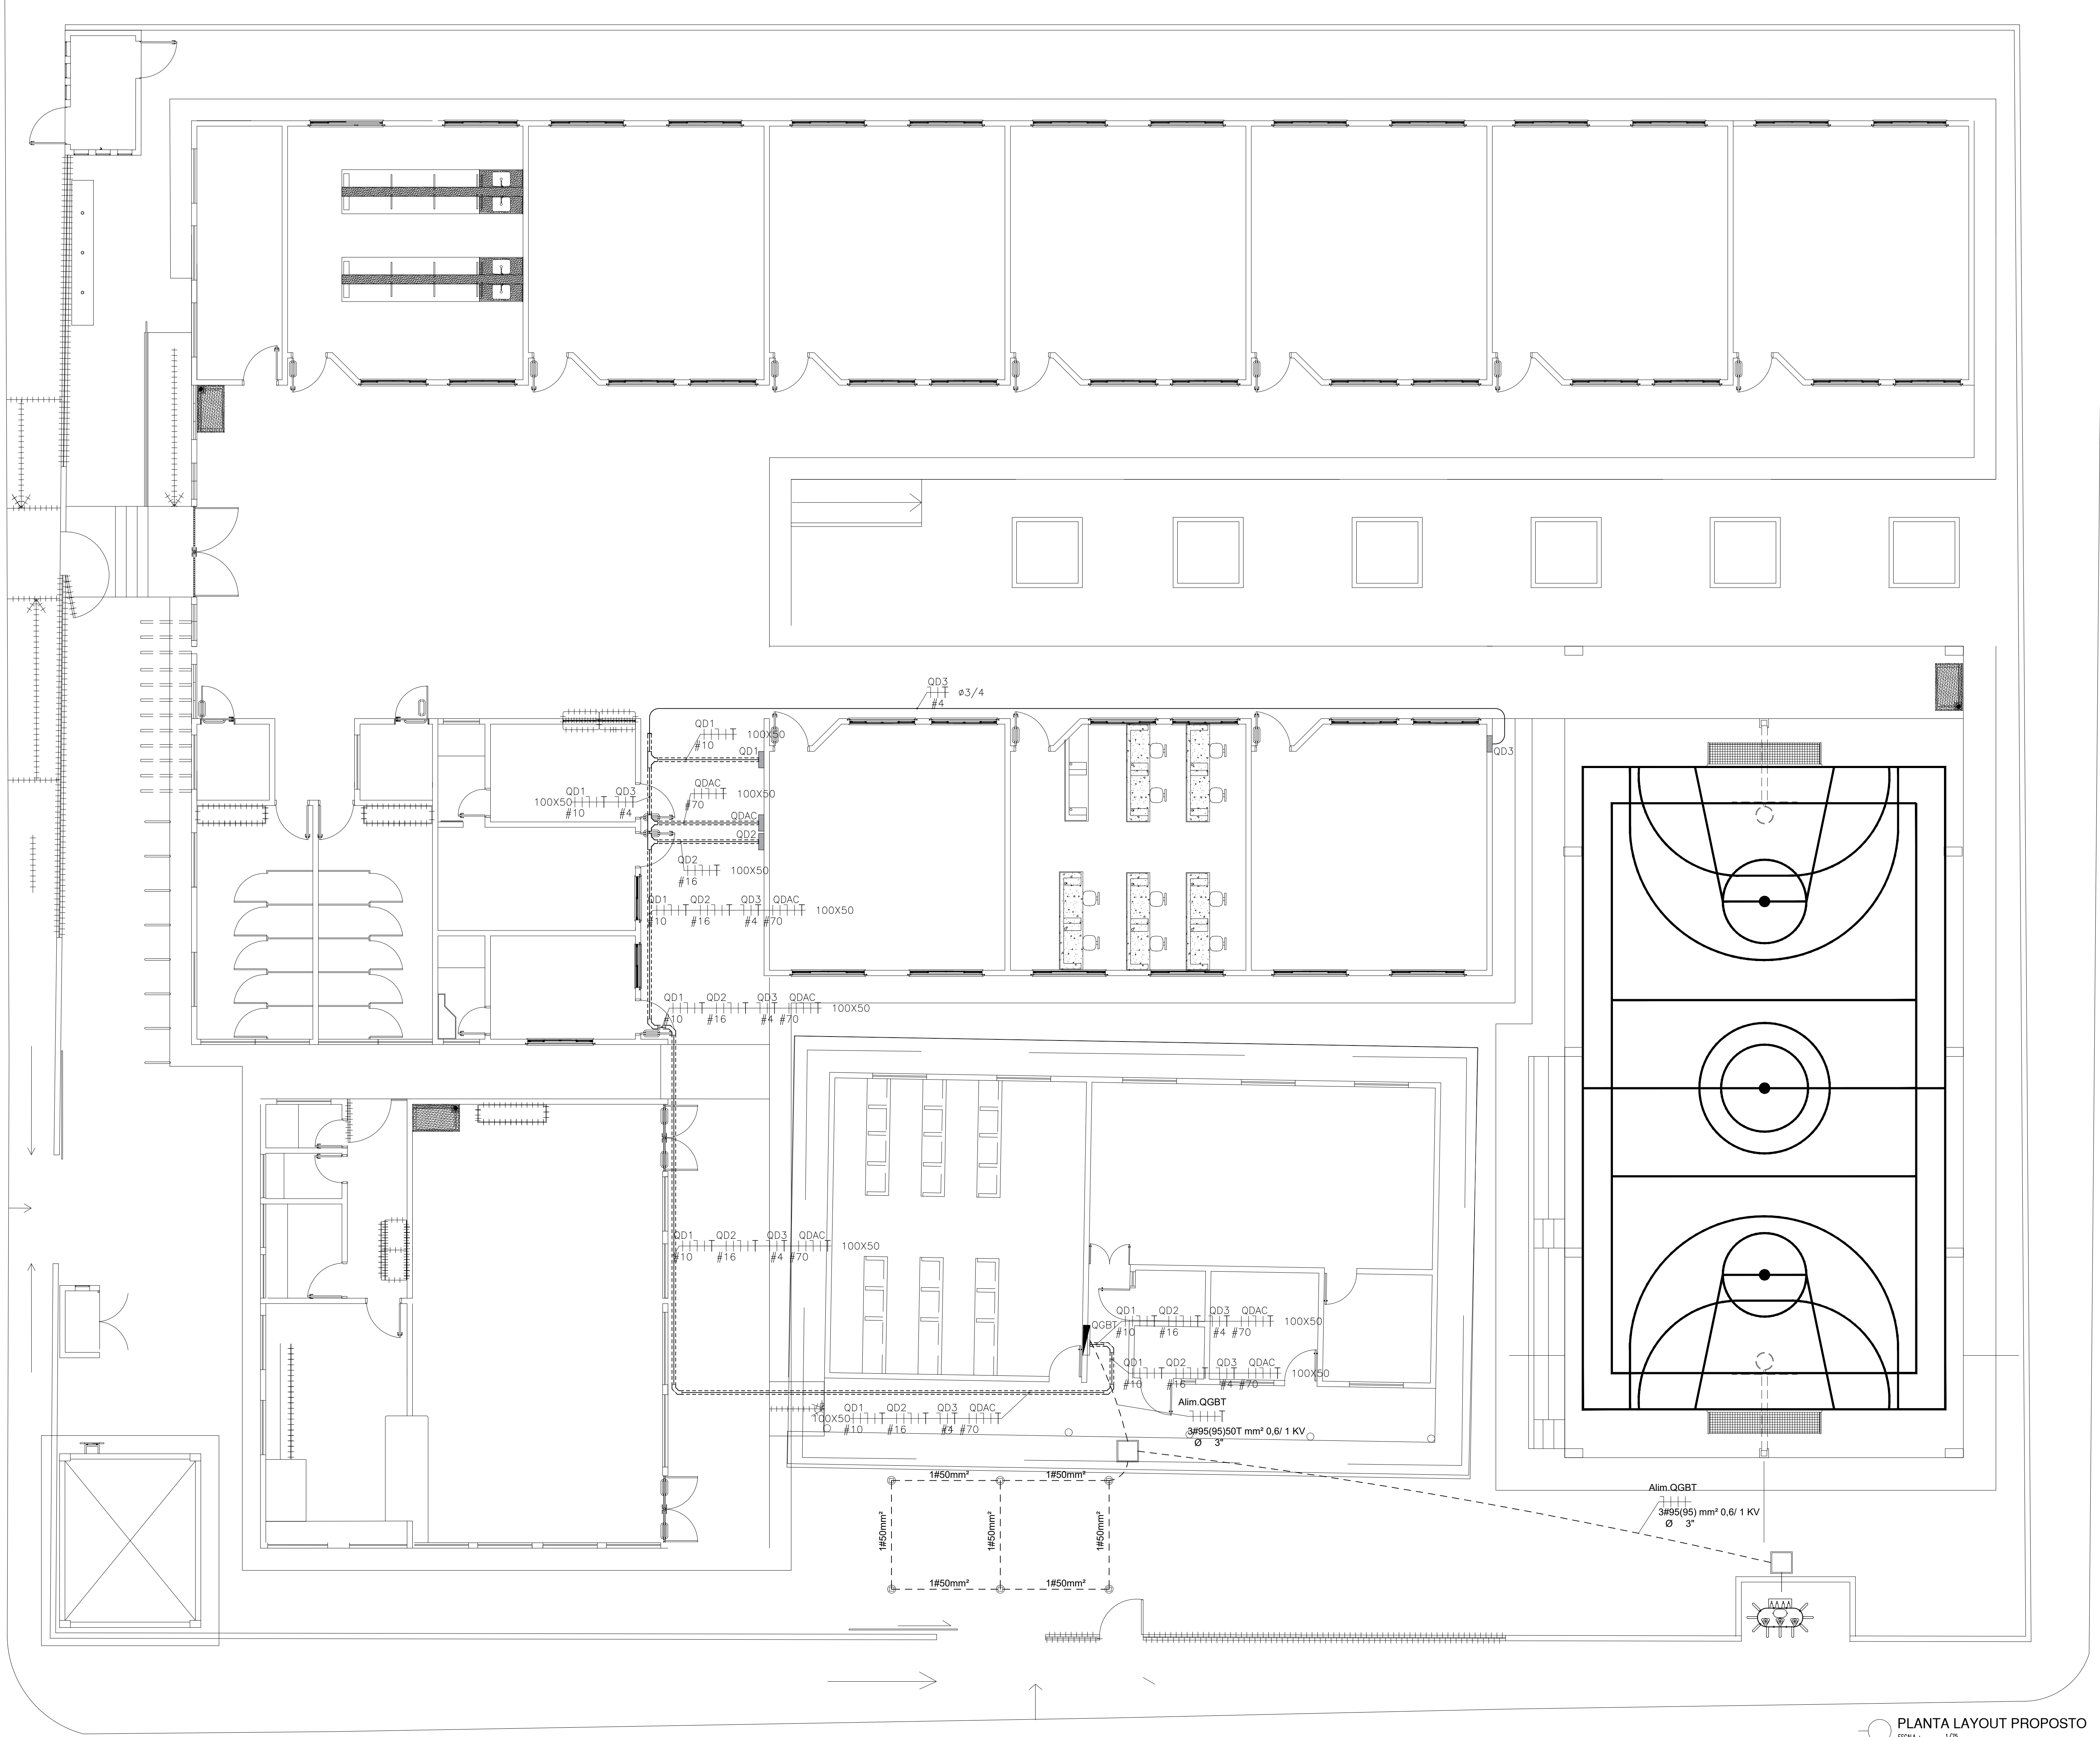 QD3
ø3/4
#4
QD1
100X50
#10
QD1
QD3
QDAC
100X50
#70
QD1 QD3
100X50
#10 #4
QDAC
QD2
QD2
100X50
#16
QD1 QD2 QD3 QDAC
100X50
#10 #16 #4 #70
QD1 QD2 QD3 QDAC
100X50
#10 #16 #4 #70
QD1 QD2 QD3 QDAC
100X50
#10 #16 #4 #70
QD1 QD2 QD3 QDAC
QGBT
100X50
#10 #16 #4 #70
QD1 QD2 QD3 QDAC
100X50
#10 #16 #4 #70
Alim.QGBT
QD1 QD2 QD3 QDAC
100X50
#10 #16 #4 #70
3#95(95)50T mm² 0,6/ 1 KV
Ø 3"
1#50mm² 1#50mm²
1#50mm² 1#50mm² 1#50mm²
1#50mm² 1#50mm²
Alim.QGBT
3#95(95) mm² 0,6/ 1 KV
Ø 3"
PLANTA LAYOUT PROPOSTO
1/75